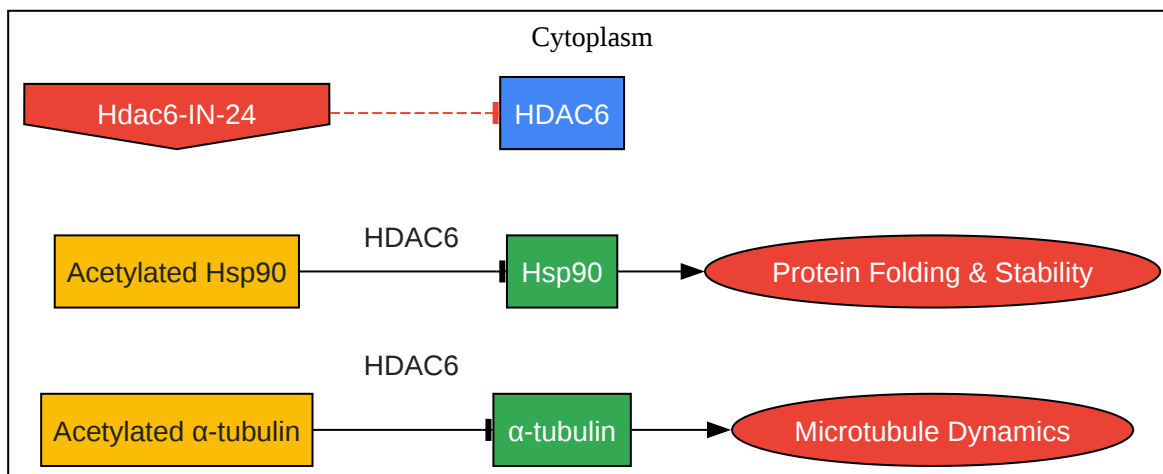 Cytoplasm
Hdac6-IN-24
HDAC6
HDAC6
Acetylated Hsp90
Hsp90
Protein Folding & Stability
HDAC6
Acetylated α-tubulin
α-tubulin
Microtubule Dynamics